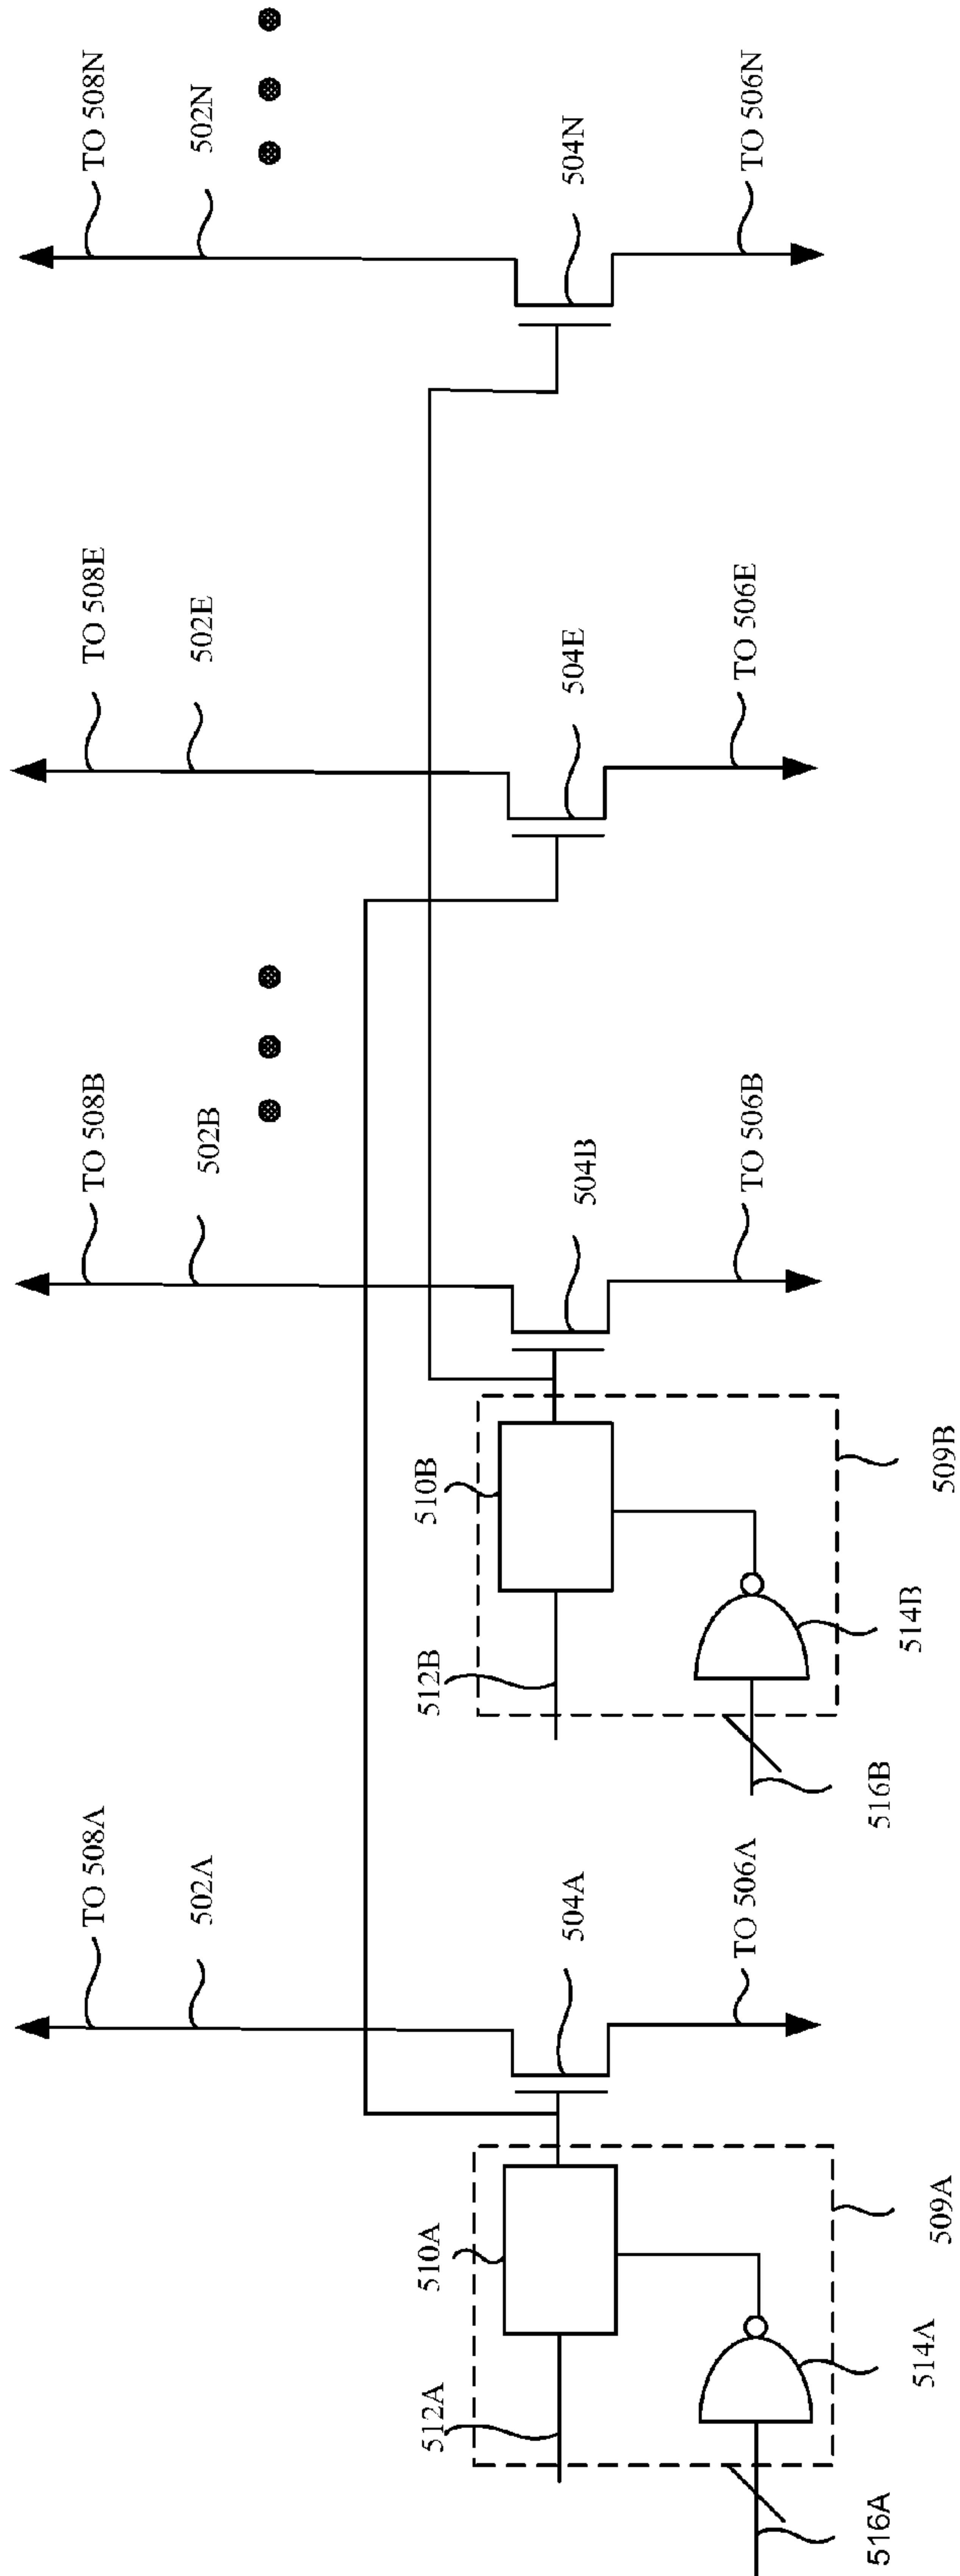 TO 508N
502N
504N
TO 506N
TO 508E
502E
504E
TO 506E
TO 508B
502B
504B
TO 506B
510B
509B
512B
514B
516B
TO 508A
502A
504A
TO 506A
510A
509A
512A
514A
516A